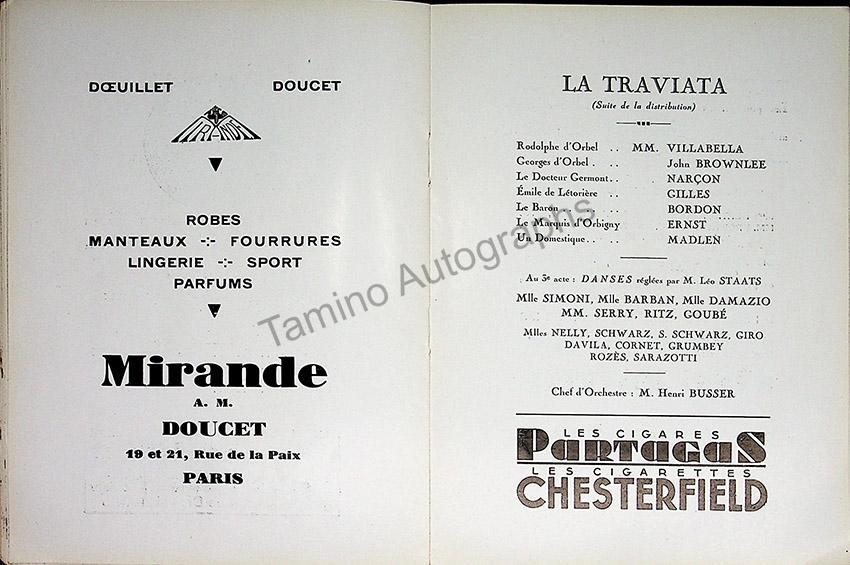 DŒUILLET DOUCET
MIRANDE
ROBES
MANTEAUX -:- FOURRURES
LINGERIE -:- SPORT
PARFUMS
Mirande
A. M.
DOUCET
19 et 21, Rue de la Paix
PARIS
LA TRAVIATA
(Suite de la distribution)
Rodolphe d'Orbel . . MM. VILLABELLA
Georges d'Orbel . . . John BROWNLEE
Le Docteur Germont . . . NARÇON
Émile de Létorière . . GILLES
Le Baron . . . . . BORDON
Le Marquis d'Orbigny . ERNST
Un Domestique . . . . MADLEN
Au 3e acte : DANSES réglées par M. Léo STAATS
Mlle SIMONI, Mlle BARBAN, Mlle DAMAZIO
MM. SERRY, RITZ, GOUBÉ
Mlles NELLY, SCHWARZ, S. SCHWARZ, GIRO
DAVILA, CORNET, GRUMBEY
ROZÈS, SARAZOTTI
Chef d'Orchestre : M. Henri BUSSER
LES CIGARES
PARTAGAS
LES CIGARETTES
CHESTERFIELD
Tamino Autographs